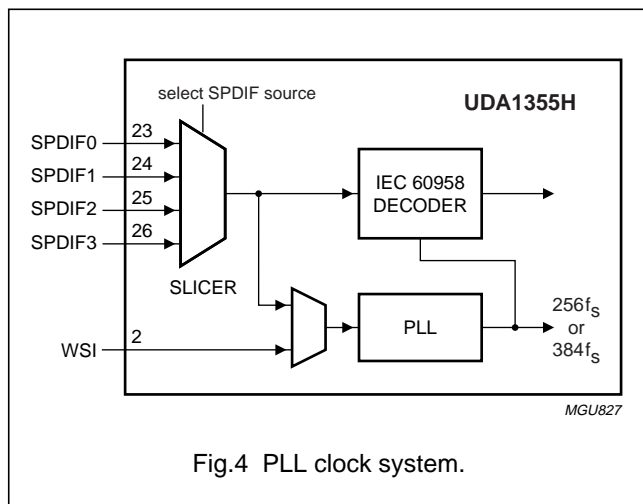 select SPDIF source
UDA1355H
SPDIF0 23
SPDIF1 24
SPDIF2 25
SPDIF3 26
SLICER
IEC 60958
DECODER
WSI 2
PLL
256fs
or
384fs
MGU827
Fig.4 PLL clock system.